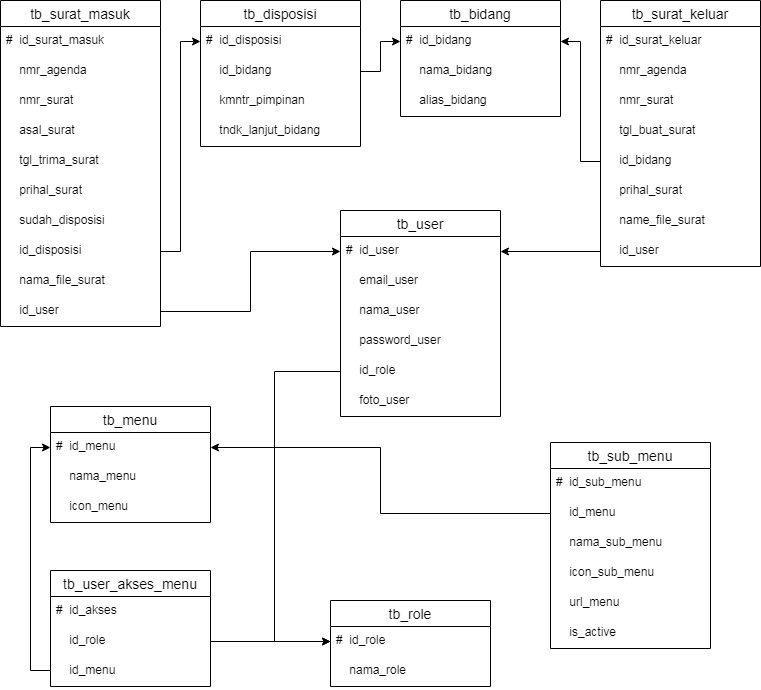 tb_surat_masuk
# id_surat_masuk
nmr_agenda
nmr_surat
asal_surat
tgl_trima_surat
prihal_surat
sudah_disposisi
id_disposisi
nama_file_surat
id_user
tb_disposisi
# id_disposisi
id_bidang
kmntr_pimpinan
tndk_lanjut_bidang
tb_bidang
# id_bidang
nama_bidang
alias_bidang
tb_surat_keluar
# id_surat_keluar
nmr_agenda
nmr_surat
tgl_buat_surat
id_bidang
prihal_surat
name_file_surat
id_user
tb_user
# id_user
email_user
nama_user
password_user
id_role
foto_user
tb_menu
# id_menu
nama_menu
icon_menu
tb_sub_menu
# id_sub_menu
id_menu
nama_sub_menu
icon_sub_menu
url_menu
is_active
tb_user_akses_menu
# id_akses
id_role
id_menu
tb_role
# id_role
nama_role